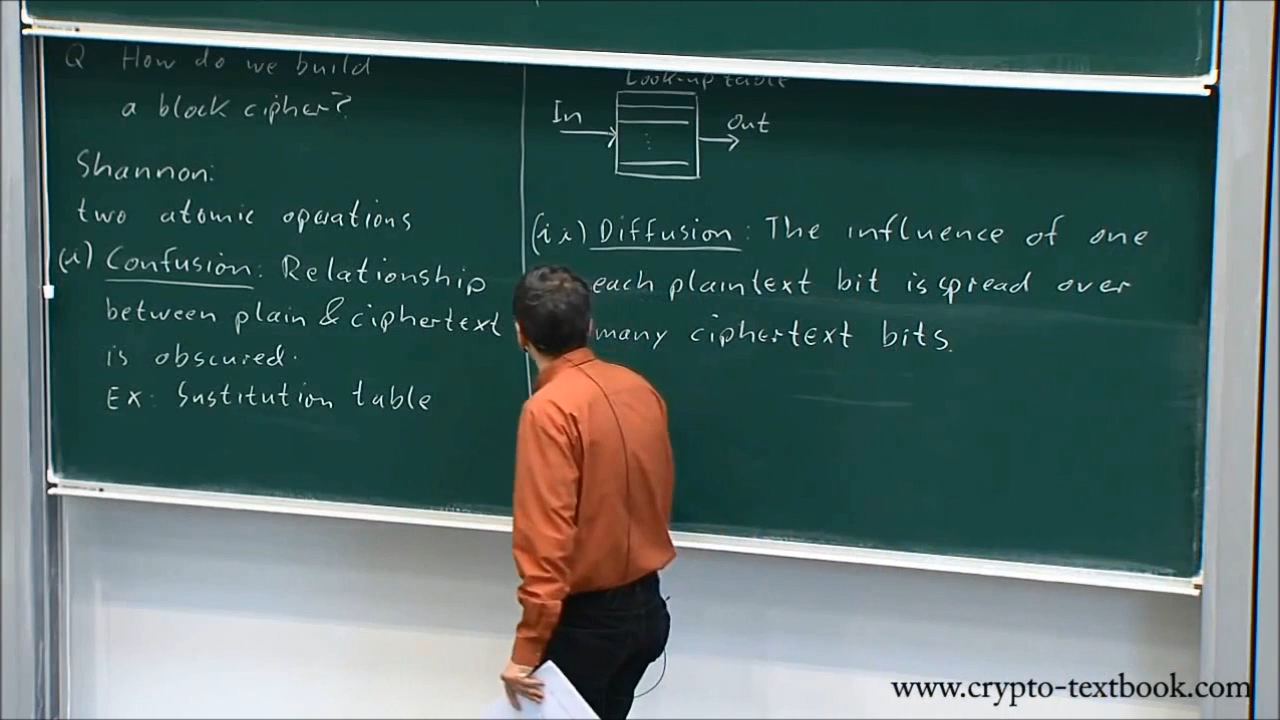 Q How do we build
a block cipher?
Shannon:
two atomic operations
(i) Confusion: Relationship
between plain & ciphertext
is obscured.
Ex: Sustitution table
Look-up table
In
Out
(ii) Diffusion: The influence of one
each plaintext bit is spread over
many ciphertext bits.
www.crypto-textbook.com